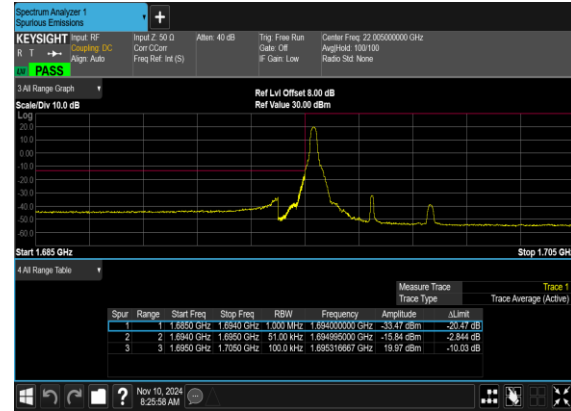 Spectrum Analyzer 1
Spurious Emissions
+
KEYSIGHT Input: RF Input Z: 50 Ω Atten: 40 dB Trig: Free Run Center Freq: 22.005000000 GHz
R T Coupling: DC Corr CCorr Gate: Off Avg|Hold: 100/100
Align: Auto Freq Ref: Int (S) IF Gain: Low Radio Std: None
PASS
3 All Range Graph
Ref Lvl Offset 8.00 dB
Scale/Div 10.0 dB Ref Value 30.00 dBm
Log
20.0
10.0
0.00
-10.0
-20.0
-30.0
-40.0
-50.0
-60.0
Start 1.685 GHz Stop 1.705 GH
4 All Range Table
Measure Trace Trace 1
Trace Type Trace Average (Active)
Spur Range Start Freq Stop Freq RBW Frequency Amplitude ΔLimit
1 1 1.6850 GHz 1.6940 GHz 1.000 MHz 1.694000000 GHz -33.47 dBm -20.47 dB
2 2 1.6940 GHz 1.6950 GHz 51.00 kHz 1.694995000 GHz -15.84 dBm -2.844 dB
3 3 1.6950 GHz 1.7050 GHz 100.0 kHz 1.695316667 GHz 19.97 dBm -10.03 dB
?
Nov 10, 2024
8:25:58 AM